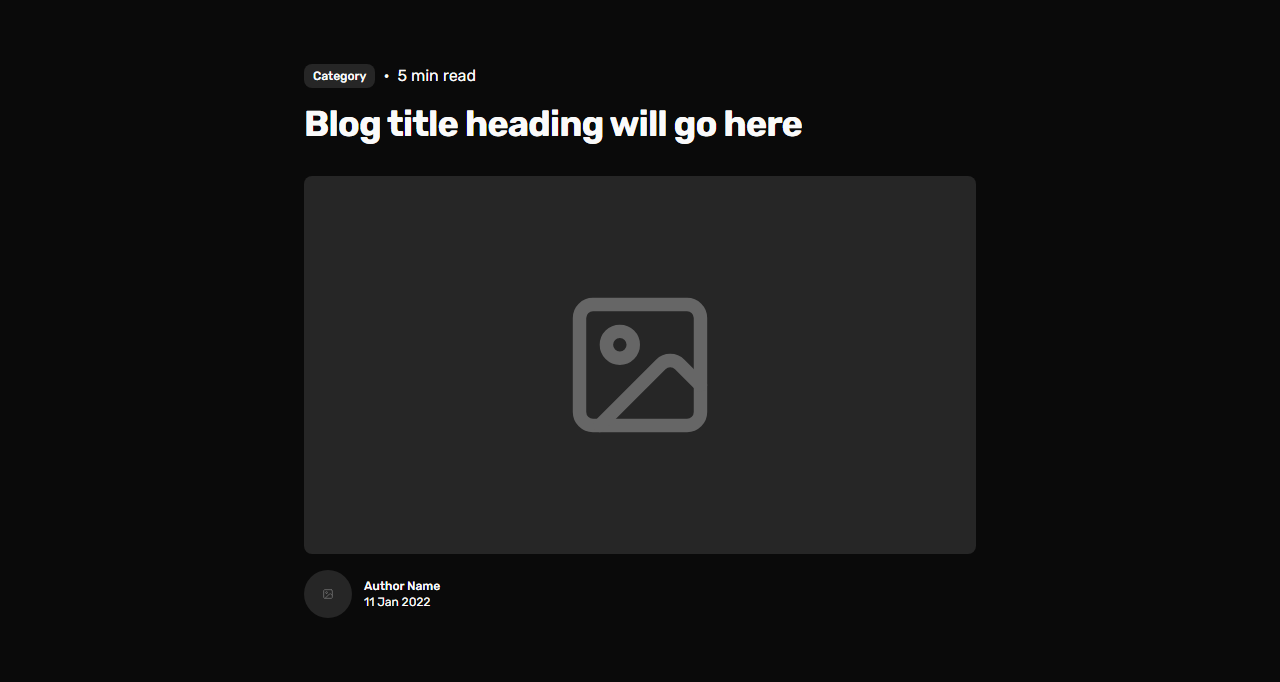 Category • 5 min read
Blog title heading will go here
Author Name
11 Jan 2022